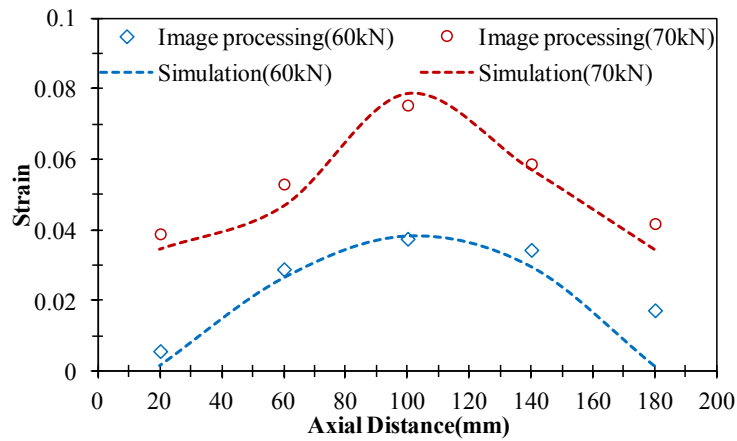 0.1
Image processing(60kN)
Image processing(70kN)
Simulation(60kN)
Simulation(70kN)
0.08
0.06
0.04
0.02
0
Strain
0
20
40
60
80
100
120
140
160
180
200
Axial Distance(mm)